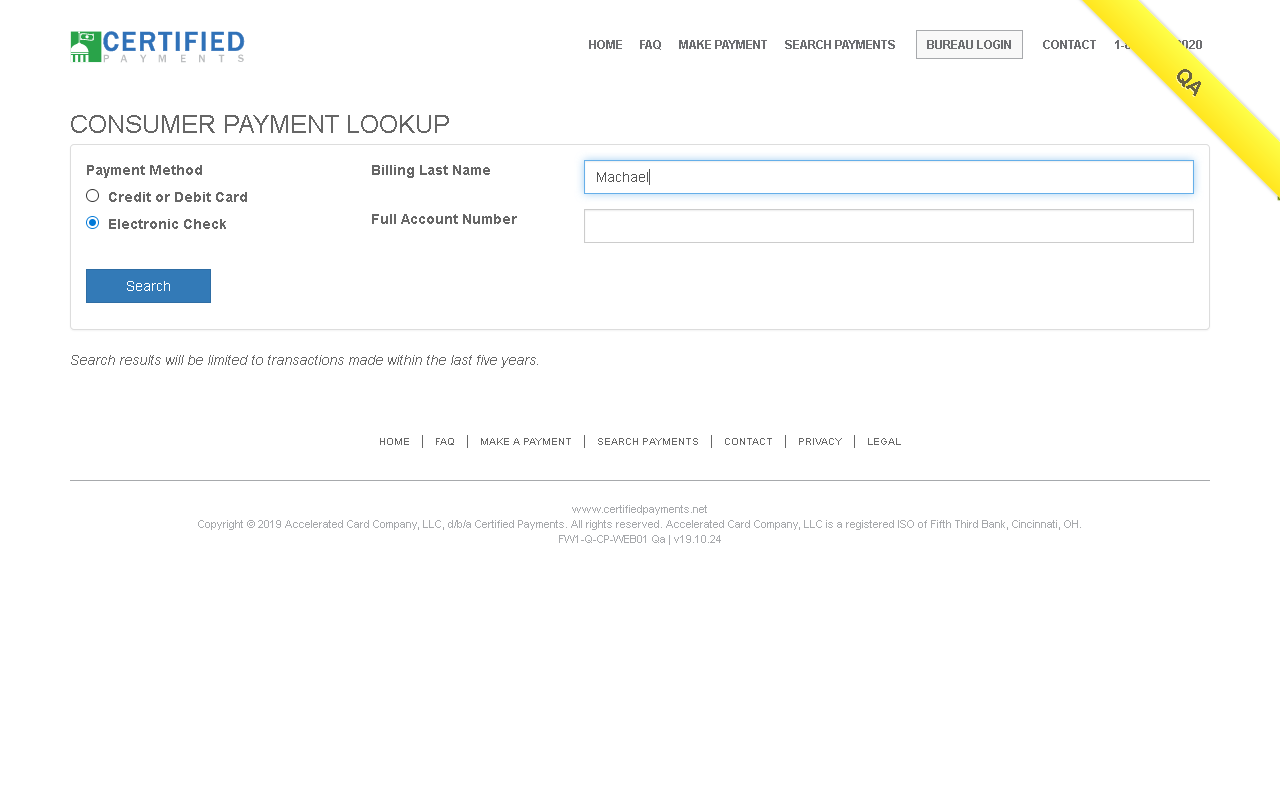 CERTIFIED
PAYMENTS
HOME FAQ MAKE PAYMENT SEARCH PAYMENTS BUREAU LOGIN CONTACT
QA
CONSUMER PAYMENT LOOKUP
Payment Method
Credit or Debit Card
Electronic Check
Billing Last Name
Machael
Full Account Number
Search
Search results will be limited to transactions made within the last five years.
HOME | FAQ | MAKE A PAYMENT | SEARCH PAYMENTS | CONTACT | PRIVACY | LEGAL
www.certifiedpayments.net
Copyright © 2019 Accelerated Card Company, LLC, d/b/a Certified Payments. All rights reserved. Accelerated Card Company, LLC is a registered ISO of Fifth Third Bank, Cincinnati, OH.
FW1-Q-CP-WEB01 Qa | v19.10.24